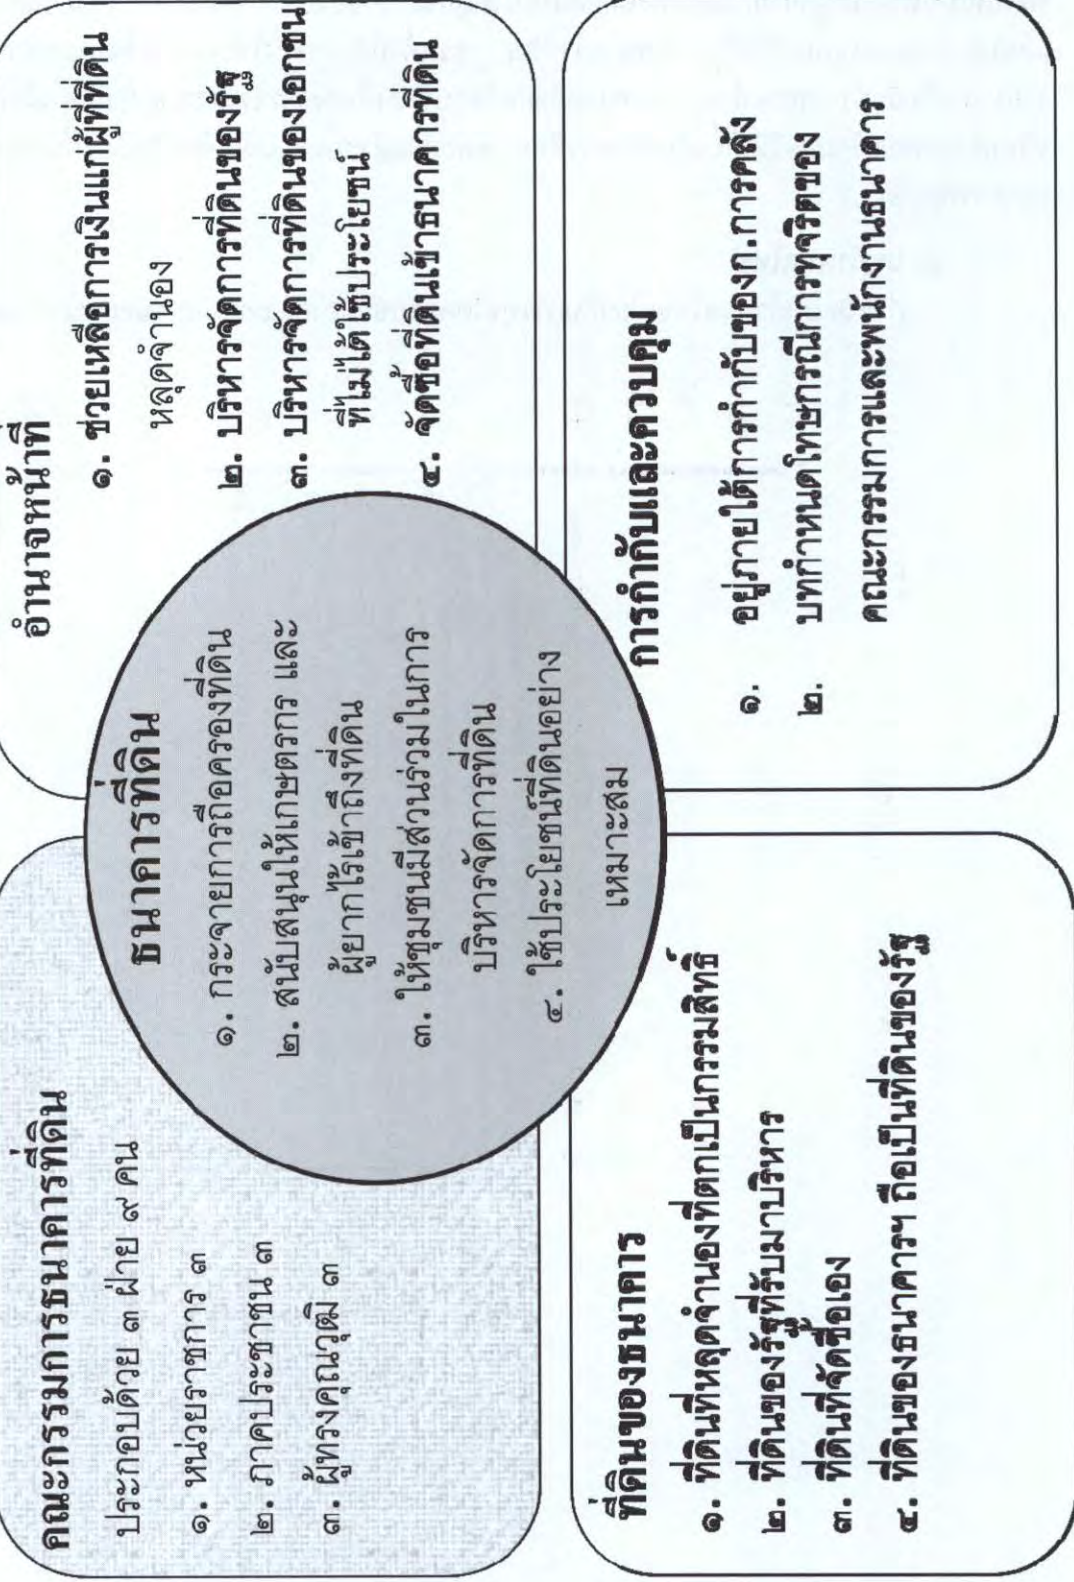 คณะกรรมการธนาคารที่ดิน
ประกอบด้วย ๓ ฝ่าย ๙ คน
๑. หน่วยราชการ ๓
๒. ภาคประชาชน ๓
๓. ผู้ทรงคุณวุฒิ ๓
อำนาจหน้าที่
๑. ช่วยเหลือการเงินแก่ผู้ที่ที่ดิน
หลุดจำนอง
๒. บริหารจัดการที่ดินของรัฐ
๓. บริหารจัดการที่ดินของเอกชน
ที่ไม่ได้ใช้ประโยชน์
๔. จัดซื้อที่ดินเข้าธนาคารที่ดิน
ธนาคารที่ดิน
๑. กระจายการถือครองที่ดิน
๒. สนับสนุนให้เกษตรกร และ
ผู้ยากไร้เข้าถึงที่ดิน
๓. ให้ชุมชนมีส่วนร่วมในการ
บริหารจัดการที่ดิน
๔. ใช้ประโยชน์ที่ดินอย่าง
เหมาะสม
ที่ดินของธนาคาร
๑. ที่ดินที่หลุดจำนองที่ตกเป็นกรรมสิทธิ์
๒. ที่ดินของรัฐที่รับมาบริหาร
๓. ที่ดินที่จัดซื้อเอง
๔. ที่ดินของธนาคารฯ ถือเป็นที่ดินของรัฐ
การกำกับและควบคุม
๑. อยู่ภายใต้การกำกับของก.การคลัง
๒. บทกำหนดโทษกรณีการทุจริตของ
คณะกรรมการและพนักงานธนาคาร